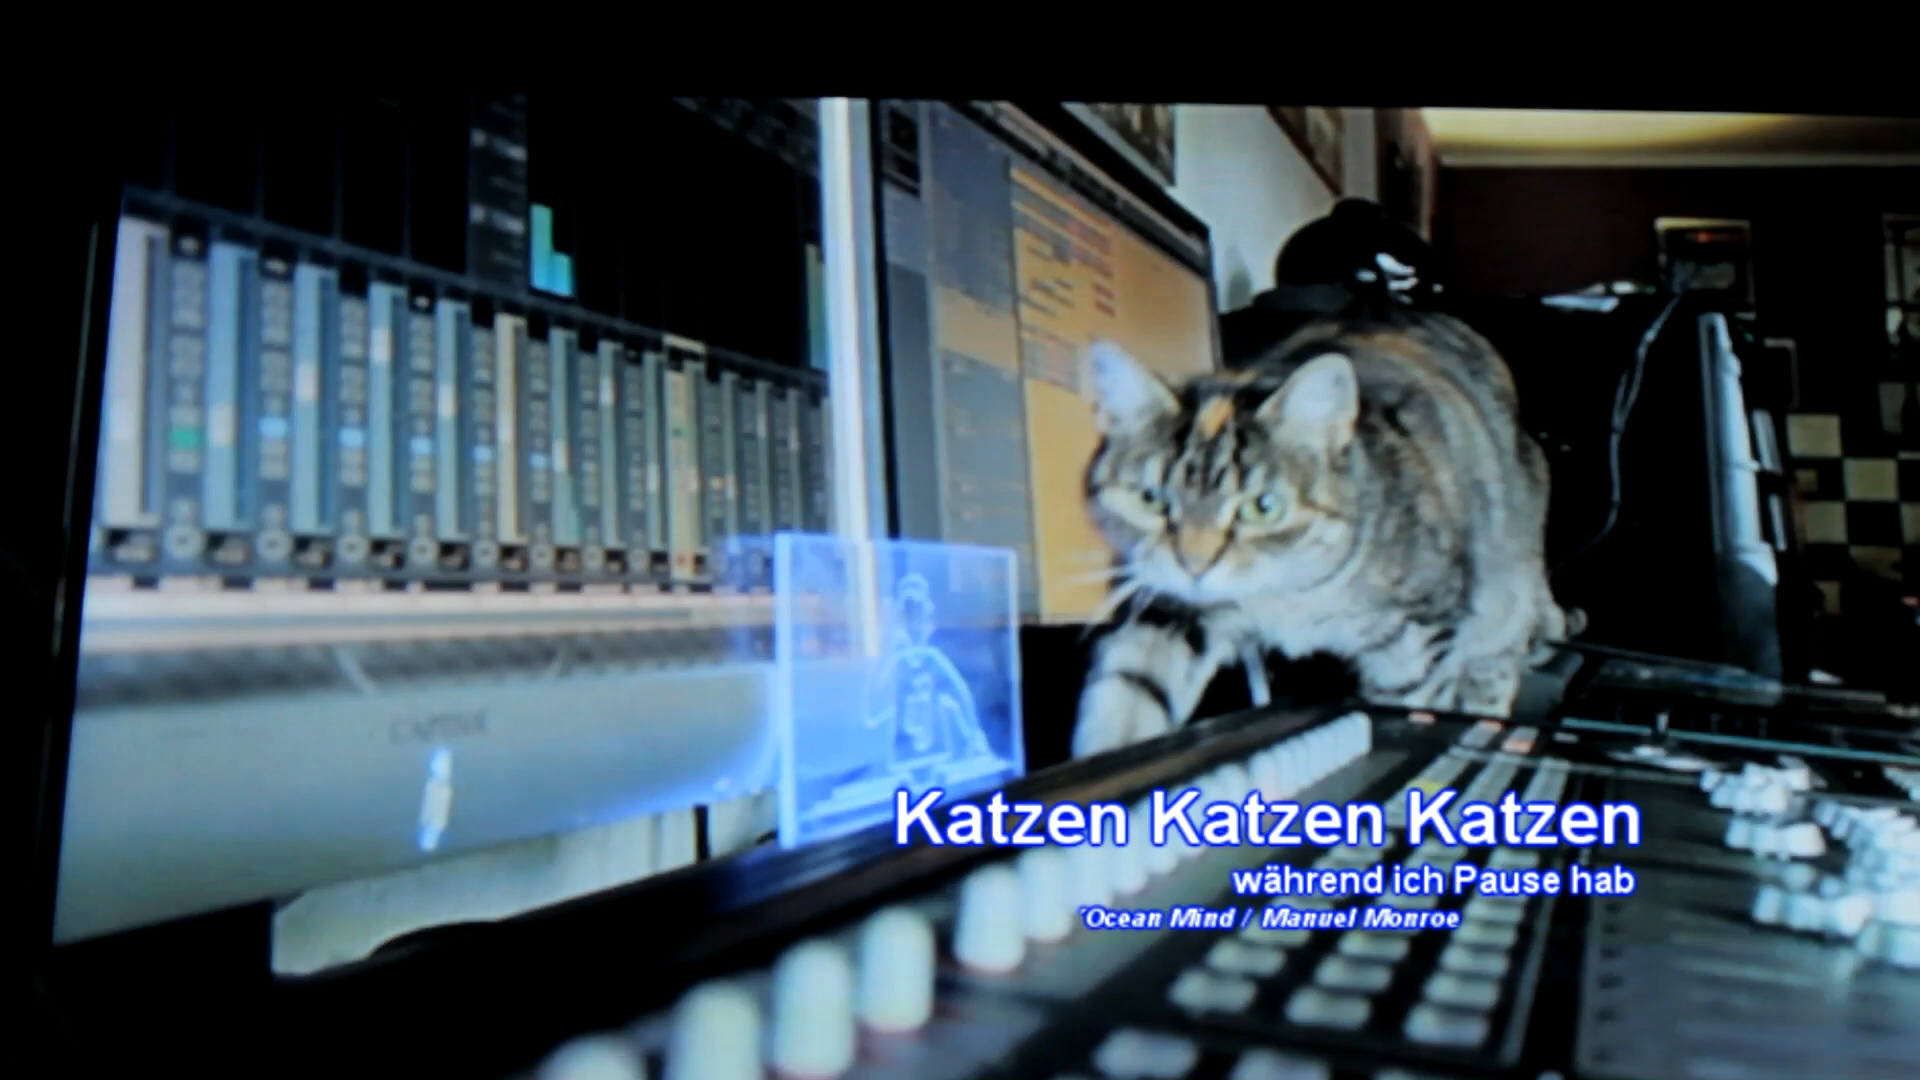 Katzen Katzen Katzen
während ich Pause hab
´Ocean Mind / Manuel Monroe